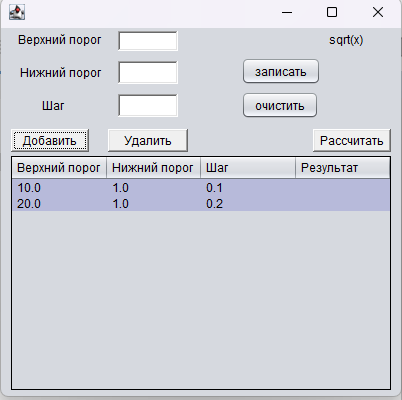 Верхний порог sqrt(x)
Нижний порог записать
Шаг очистить
Добавить Удалить Рассчитать
Верхний порог Нижний порог Шаг Результат
10.0 1.0 0.1
20.0 1.0 0.2